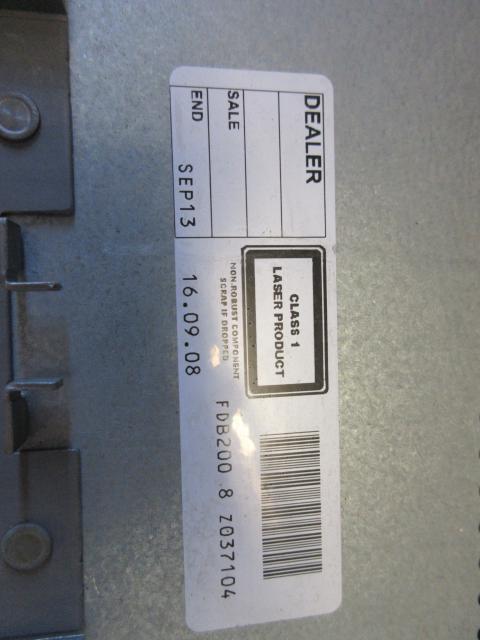 DEALER
SALE
END SEP13
CLASS 1
LASER PRODUCT
NON.ROBUST COMPONENT
SCRAP IF DROPPED
16.09.08
FDB200 8 Z037104